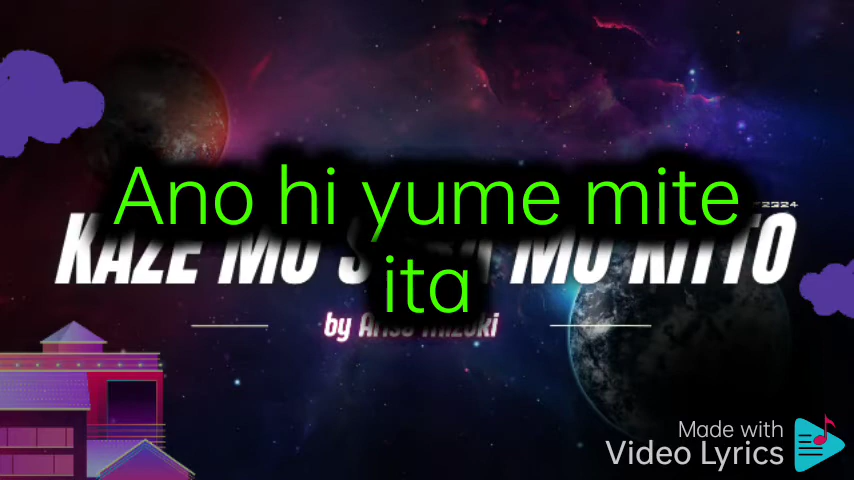 Ano hi yume mite
ita
KAZE MO MO KITTO
by
Made with
Video Lyrics